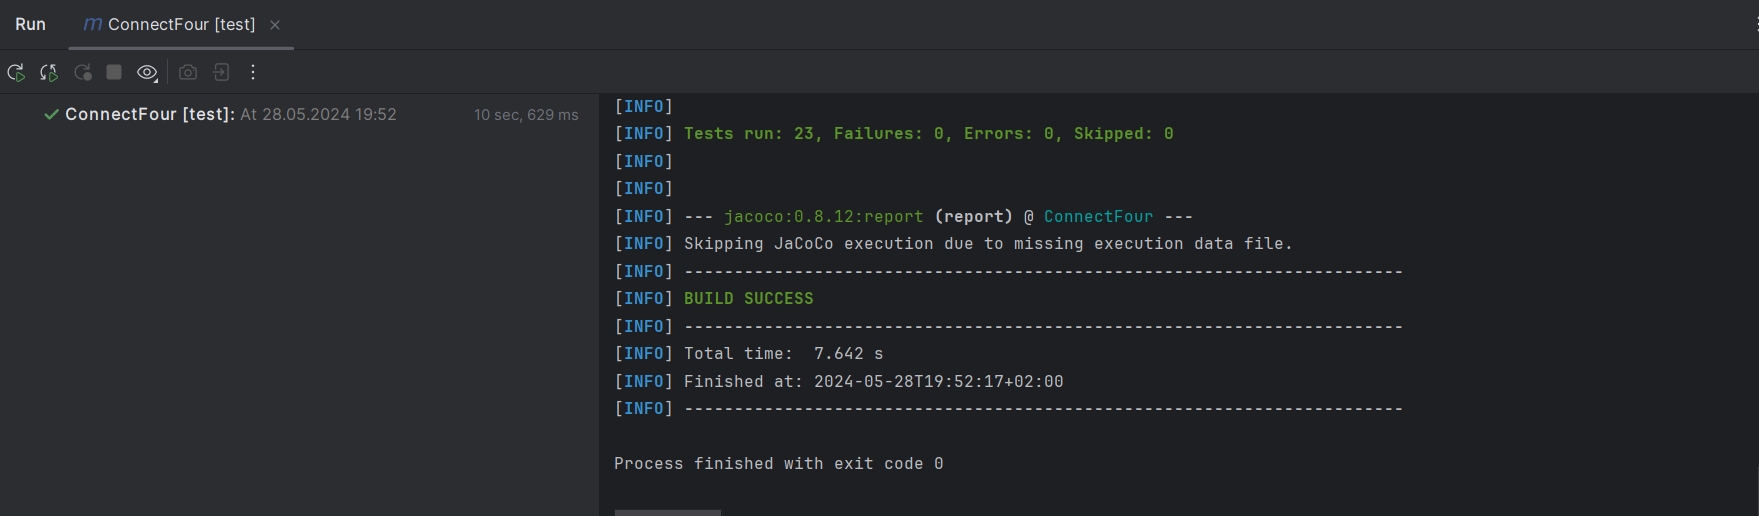 Run
m ConnectFour [test] ×
ConnectFour [test]: At 28.05.2024 19:52 10 sec, 629 ms
[INFO]
[INFO] Tests run: 23, Failures: 0, Errors: 0, Skipped: 0
[INFO]
[INFO]
[INFO] --- jacoco:0.8.12:report (report) @ ConnectFour ---
[INFO] Skipping JaCoCo execution due to missing execution data file.
[INFO] ------------------------------------------------------------------------
[INFO] BUILD SUCCESS
[INFO] ------------------------------------------------------------------------
[INFO] Total time:  7.642 s
[INFO] Finished at: 2024-05-28T19:52:17+02:00
[INFO] ------------------------------------------------------------------------
Process finished with exit code 0